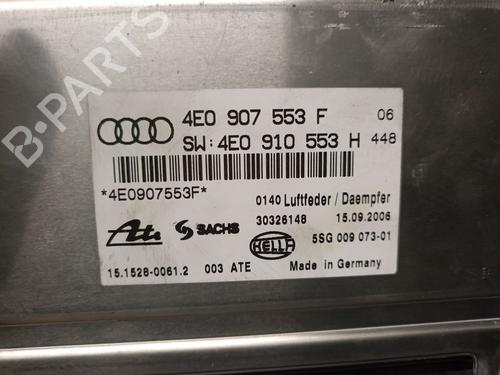 B-PARTS
4E0 907 553 F 06
SW:4E0 910 553 H 448
*4E0907553F*
0140 Luftfeder/Daempfer
30326148 15.09.2006
Ate SACHS HELLA 5SG 009 073-01
15.1528-0061.2 003 ATE Made in Germany